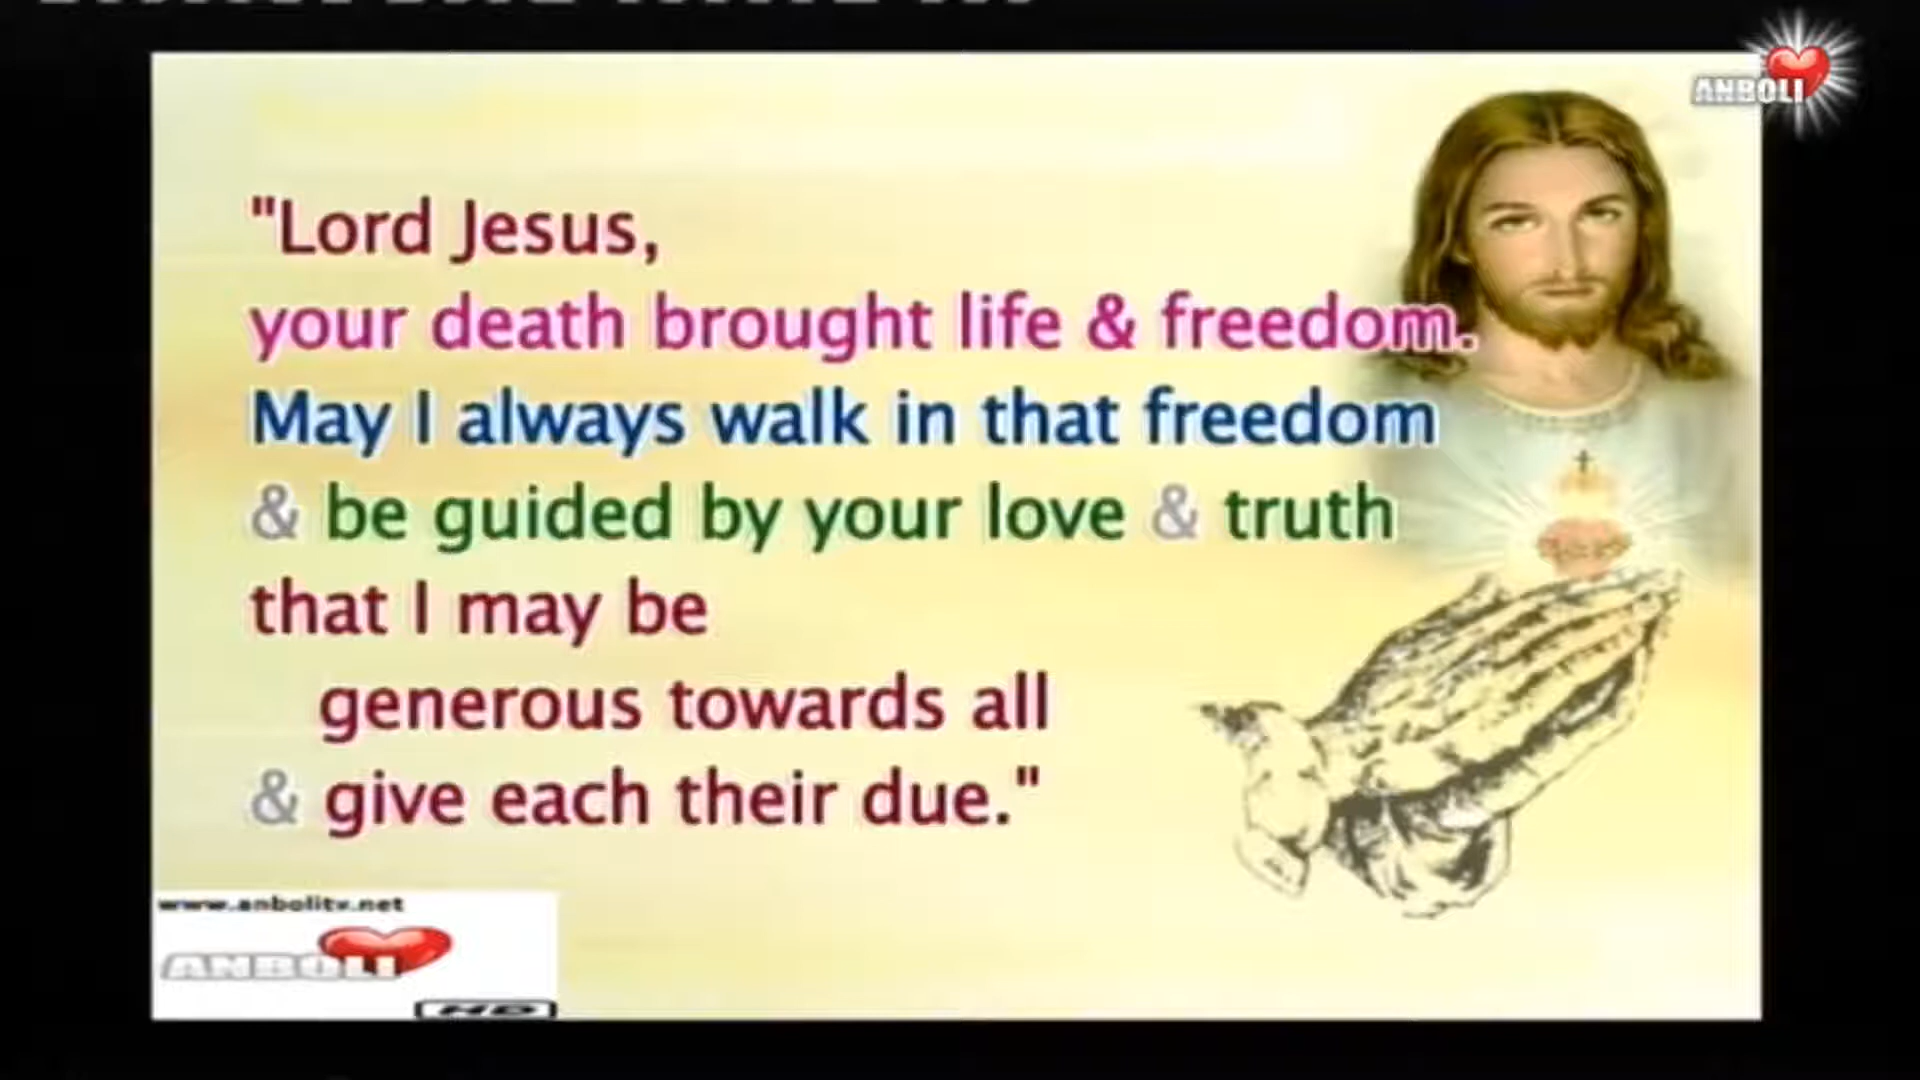 ANBOLI
"Lord Jesus,
your death brought life & freedom.
May I always walk in that freedom
& be guided by your love & truth
that I may be
generous towards all
& give each their due."
www.anbolitv.net
ANBOLI
HD